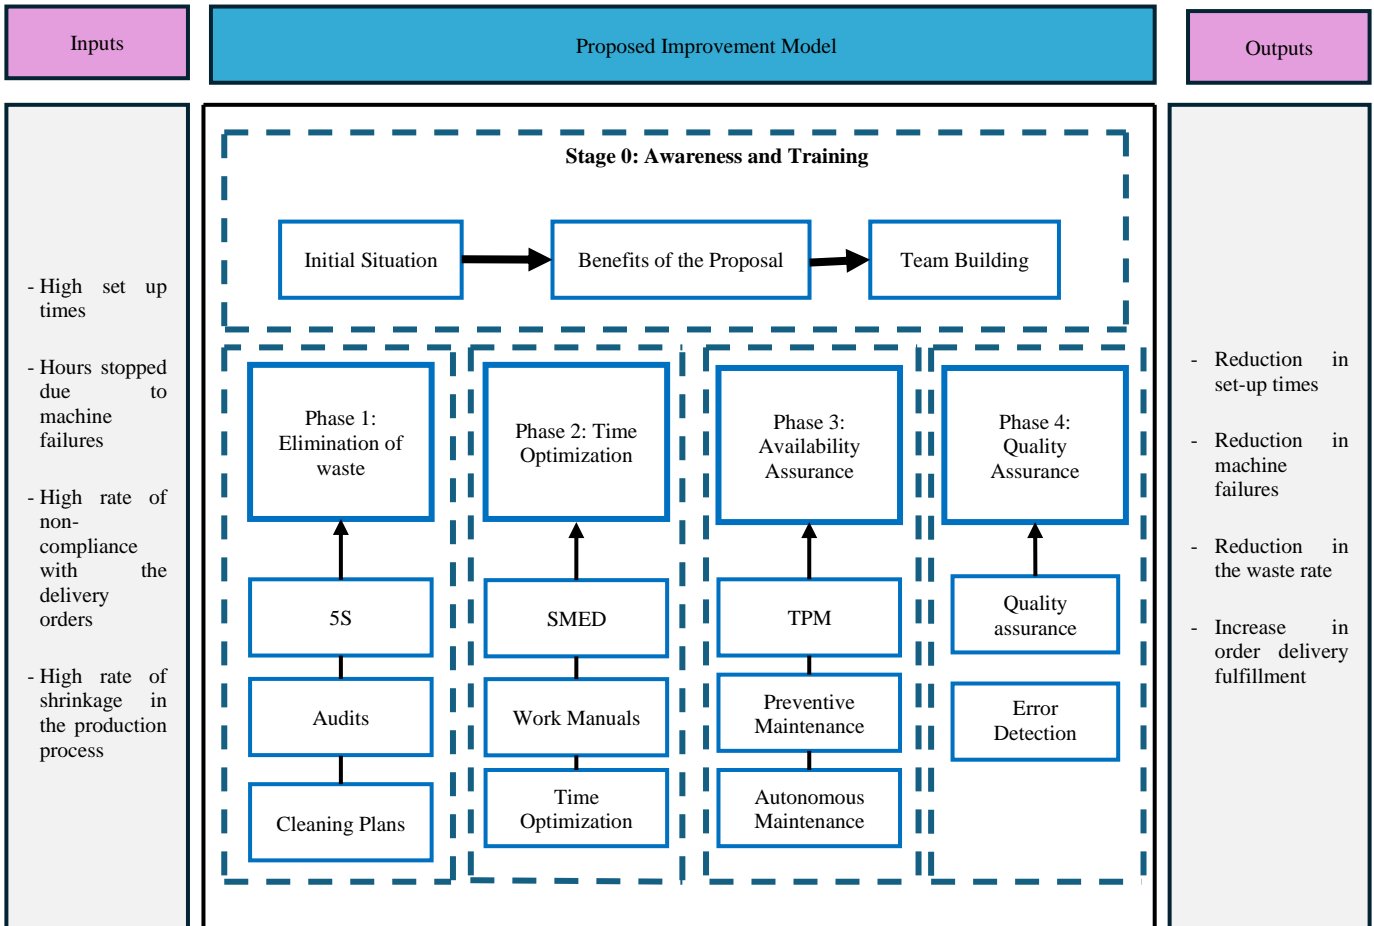 Inputs
Proposed Improvement Model
Outputs
- High set up
times
- Hours stopped
due to
machine
failures
- High rate of
non-
compliance
with the
delivery
orders
- High rate of
shrinkage in
the production
process
Stage 0: Awareness and Training
Initial Situation
Benefits of the Proposal
Team Building
Phase 1:
Elimination of
waste
5S
Audits
Cleaning Plans
Phase 2: Time
Optimization
SMED
Work Manuals
Time
Optimization
Phase 3:
Availability
Assurance
TPM
Preventive
Maintenance
Autonomous
Maintenance
Phase 4:
Quality
Assurance
Quality
assurance
Error
Detection
- Reduction in
set-up times
- Reduction in
machine
failures
- Reduction in
the waste rate
- Increase in
order delivery
fulfillment